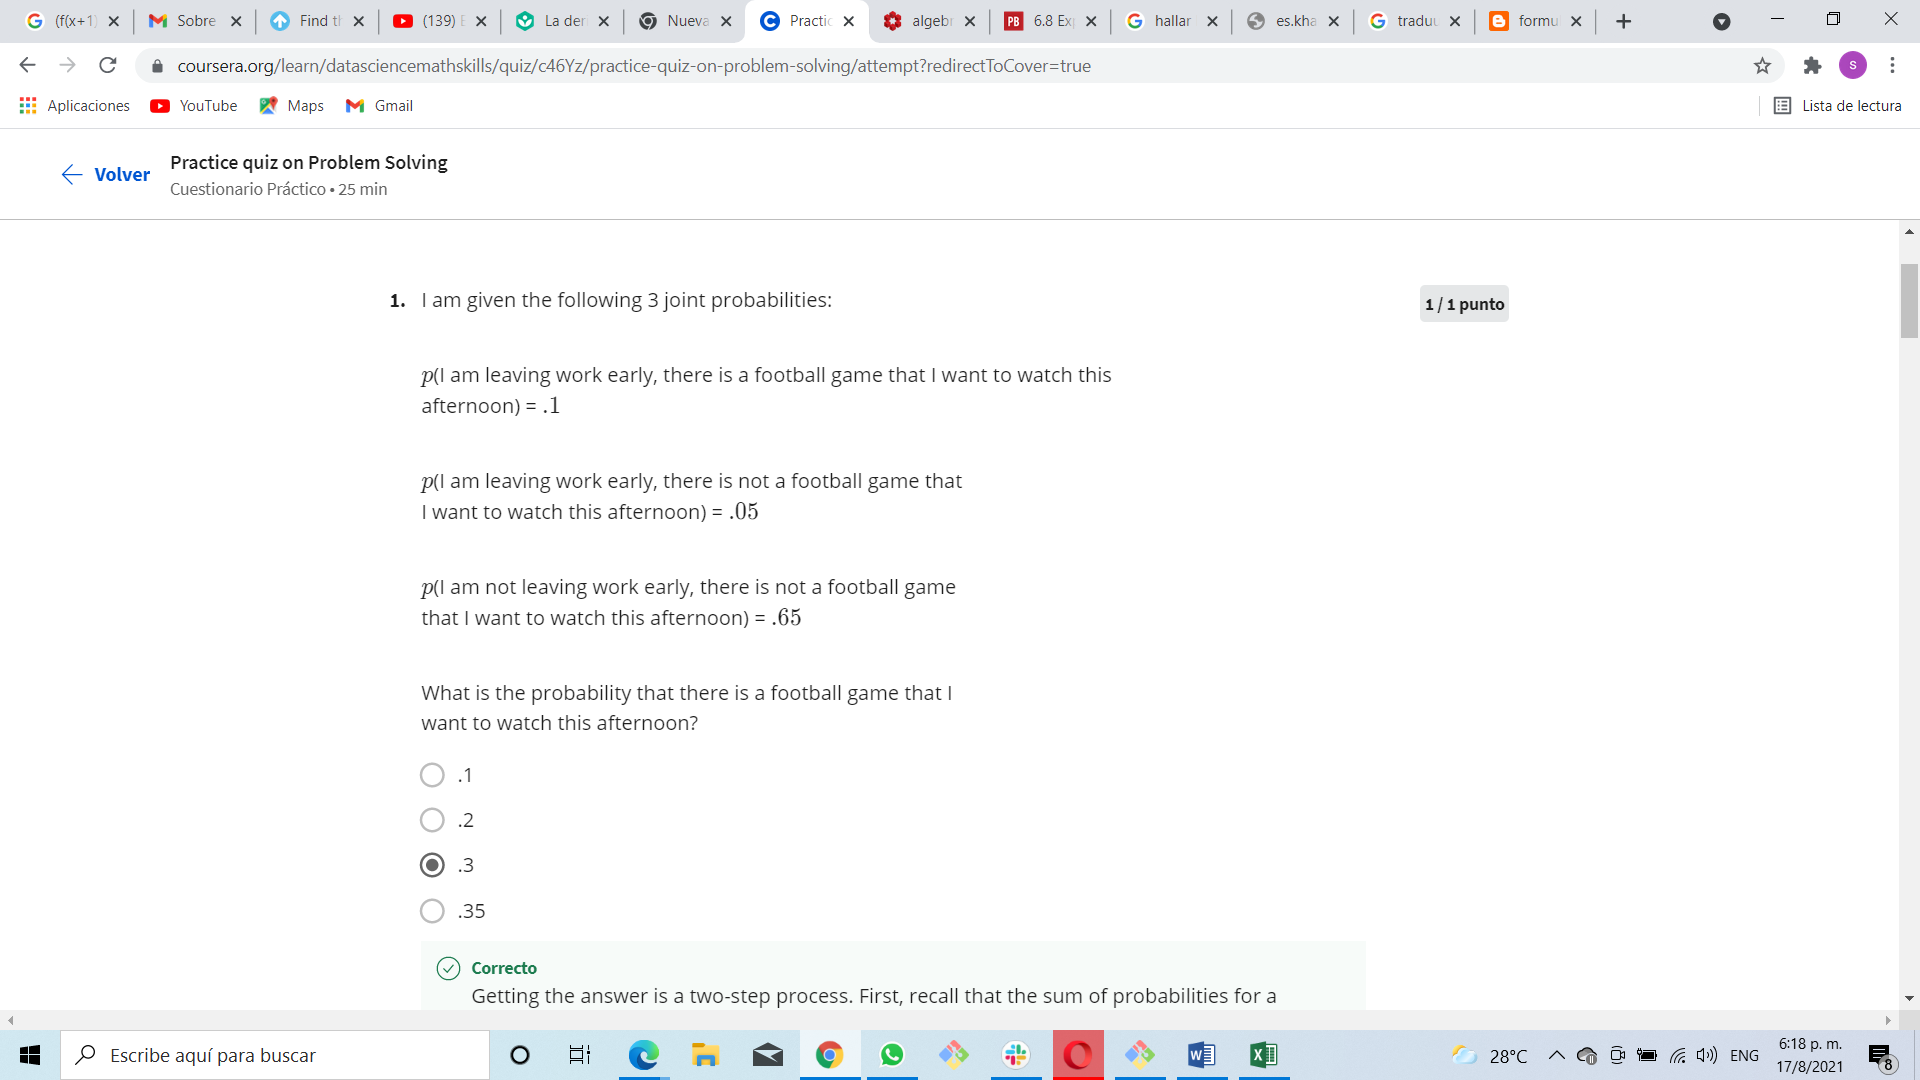 (f(x+1)
Sobre
Find th
(139)
La deri
Nueva
Practic
algebr
6.8 Exp
hallar
es.kha
traduc
formu
coursera.org/learn/datasciencemathskills/quiz/c46Yz/practice-quiz-on-problem-solving/attempt?redirectToCover=true
S
Aplicaciones
YouTube
Maps
Gmail
Lista de lectura
Volver
Practice quiz on Problem Solving
Cuestionario Práctico • 25 min
1. I am given the following 3 joint probabilities:
1 / 1 punto
p(I am leaving work early, there is a football game that I want to watch this
afternoon) = .1
p(I am leaving work early, there is not a football game that
I want to watch this afternoon) = .05
p(I am not leaving work early, there is not a football game
that I want to watch this afternoon) = .65
What is the probability that there is a football game that I
want to watch this afternoon?
.1
.2
.3
.35
Correcto
Getting the answer is a two-step process. First, recall that the sum of probabilities for a
Escribe aquí para buscar
28°C
ENG
6:18 p. m.
17/8/2021
8